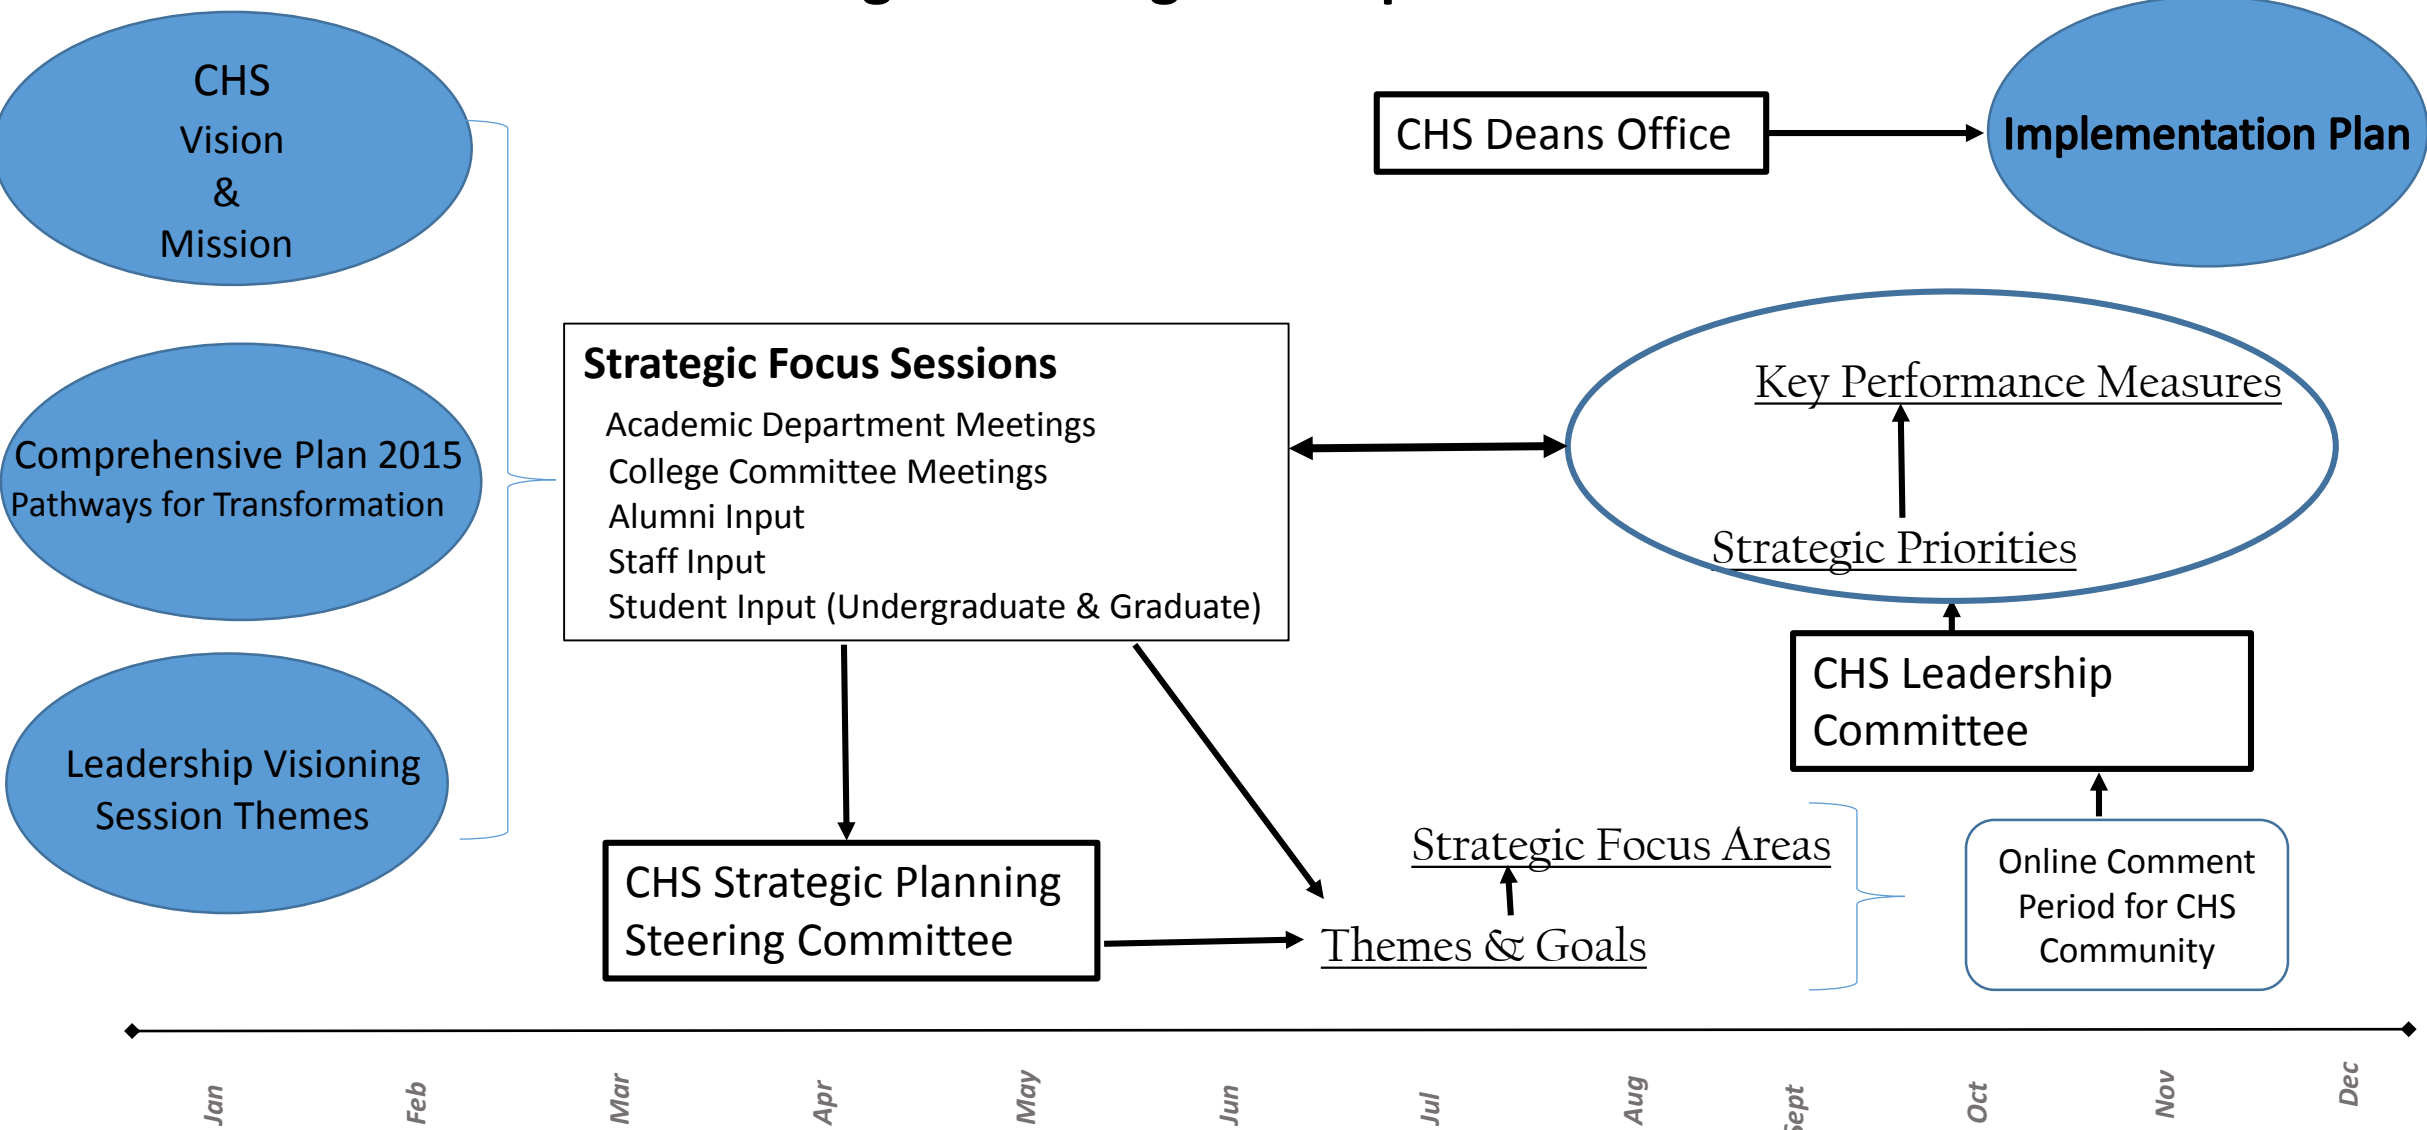 CHS
Vision
&
Mission
CHS Deans Office
Implementation Plan
Comprehensive Plan 2015
Pathways for Transformation
Leadership Visioning
Session Themes
Strategic Focus Sessions
Academic Department Meetings
College Committee Meetings
Alumni Input
Staff Input
Student Input (Undergraduate & Graduate)
Key Performance Measures
Strategic Priorities
CHS Leadership
Committee
CHS Strategic Planning
Steering Committee
Strategic Focus Areas
Themes & Goals
Online Comment
Period for CHS
Community
Jan
Feb
Mar
Apr
May
Jun
Jul
Aug
Sept
Oct
Nov
Dec